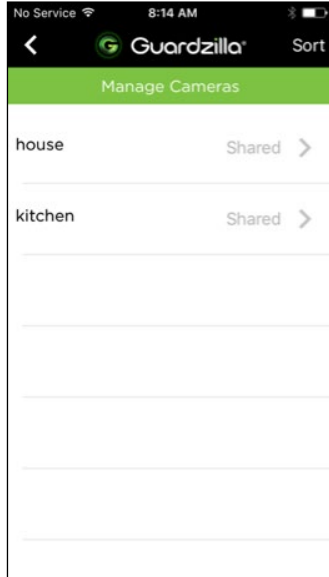 No Service 8:14 AM
Guardzilla® Sort
Manage Cameras
house Shared
kitchen Shared